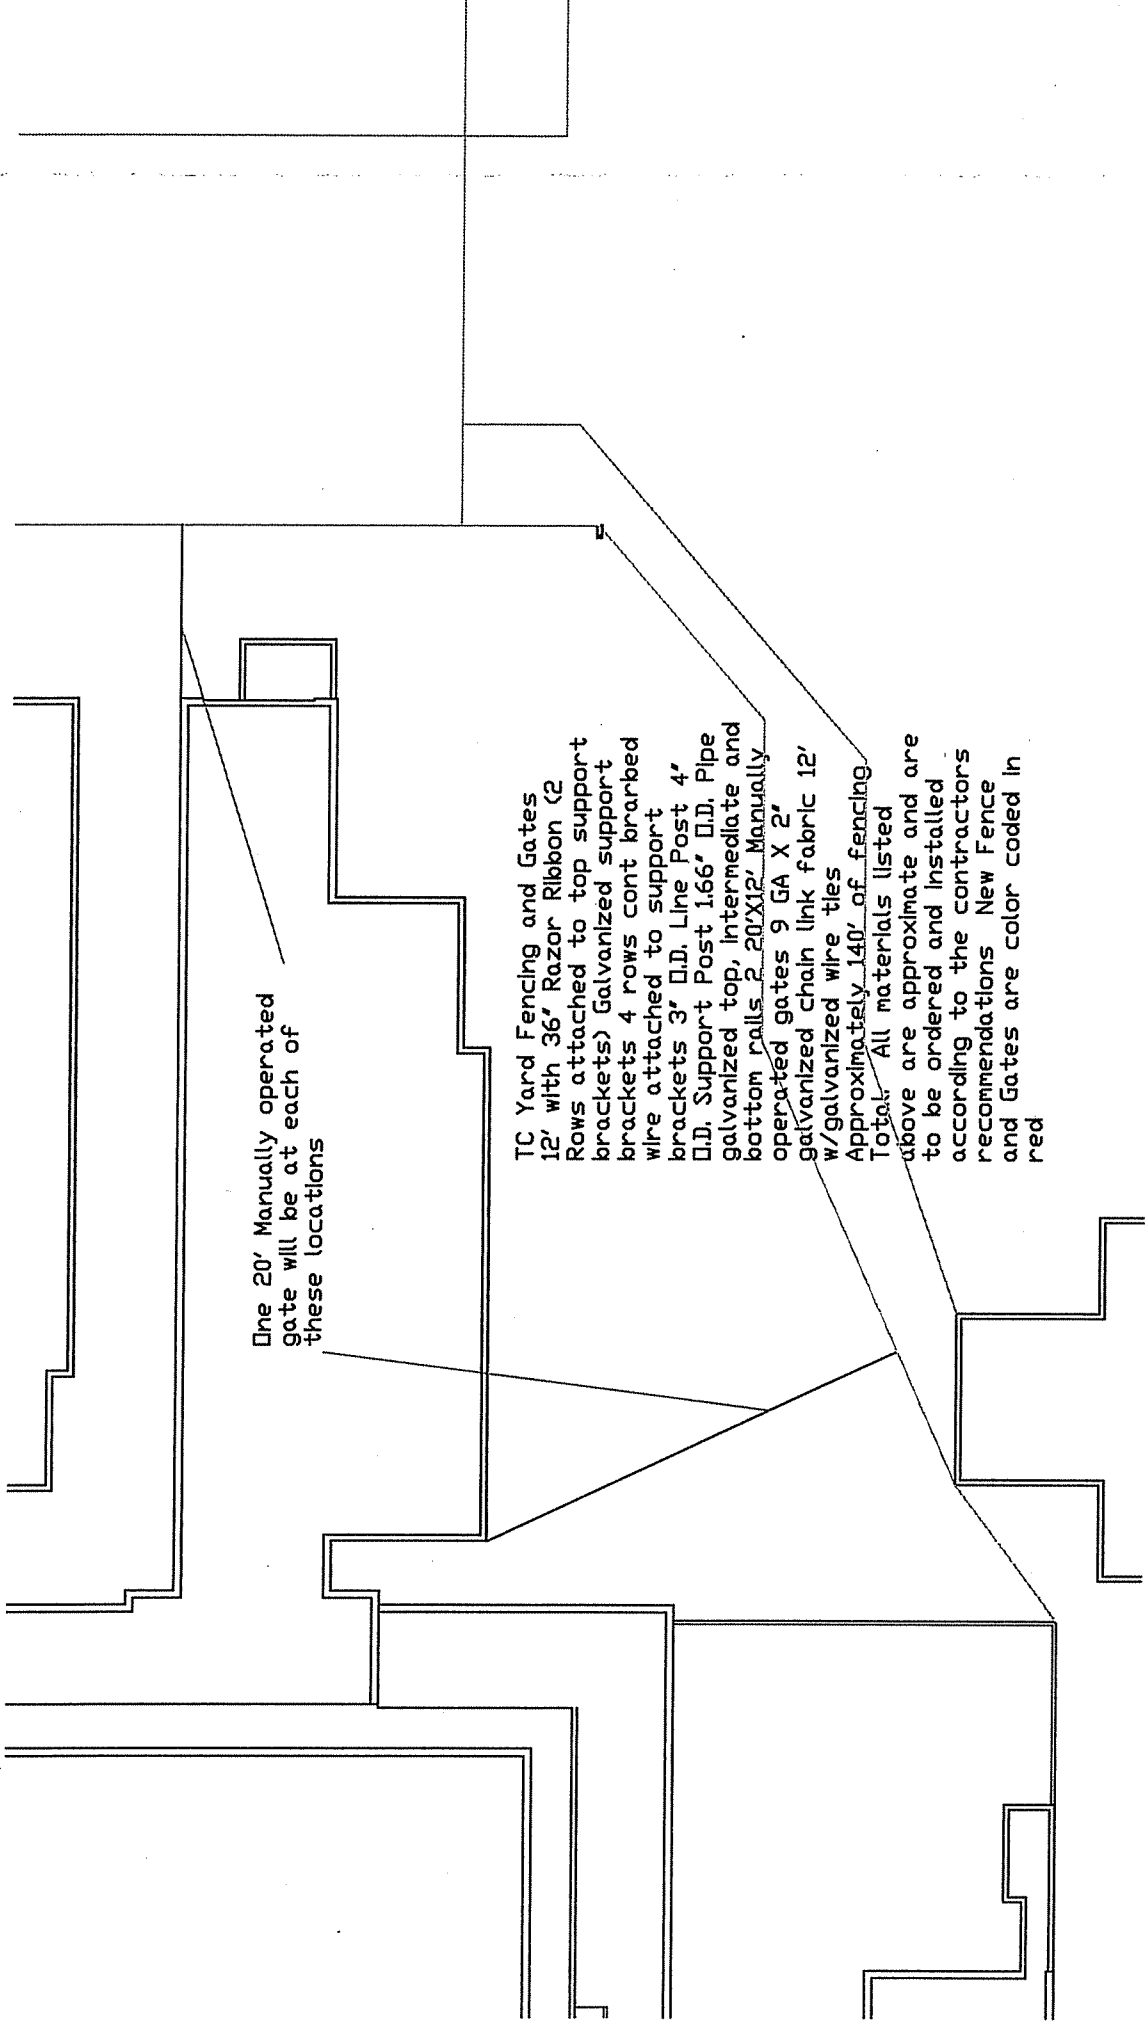 One 20' Manually operated
gate will be at each of
these locations
TC Yard Fencing and Gates
12' with 36" Razor Ribbon (2
Rows attached to top support
brackets) Galvanized support
brackets 4 rows cont brarbed
wire attached to support
brackets 3" O.D. Line Post 4"
O.D. Support Post 1.66" O.D. Pipe
galvanized top, intermediate and
bottom rails 2 20'X12' Manually
operated gates 9 GA X 2"
galvanized chain link fabric 12'
w/galvanized wire ties
Approximately 140' of fencing
Total. All materials listed
above are approximate and are
to be ordered and installed
according to the contractors
recommendations New Fence
and Gates are color coded in
red